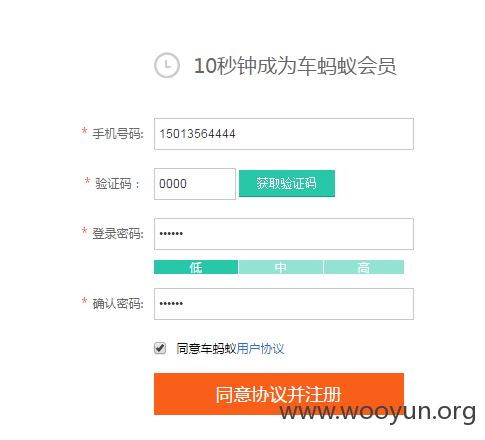 10秒钟成为车蚂蚁会员
* 手机号码: 15013564444
* 验证码： 0000 获取验证码
* 登录密码: ••••••
低 中 高
* 确认密码: ••••••
同意车蚂蚁用户协议
同意协议并注册
www.wooyun.org